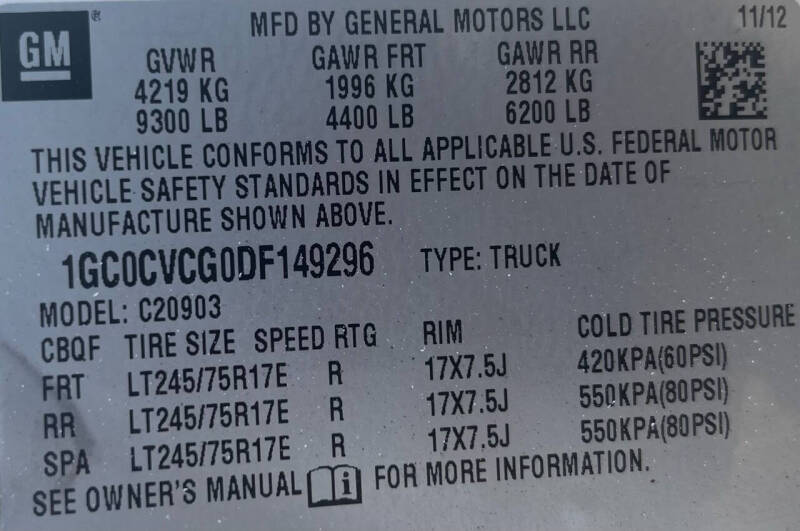 GM ®
MFD BY GENERAL MOTORS LLC 11/12
GVWR GAWR FRT GAWR RR
4219 KG 1996 KG 2812 KG
9300 LB 4400 LB 6200 LB
THIS VEHICLE CONFORMS TO ALL APPLICABLE U.S. FEDERAL MOTOR
VEHICLE SAFETY STANDARDS IN EFFECT ON THE DATE OF
MANUFACTURE SHOWN ABOVE.
1GC0CVCG0DF149296 TYPE: TRUCK
MODEL: C20903
CBQF TIRE SIZE SPEED RTG RIM COLD TIRE PRESSURE
FRT LT245/75R17E R 17X7.5J 420KPA(60PSI)
RR LT245/75R17E R 17X7.5J 550KPA(80PSI)
SPA LT245/75R17E R 17X7.5J 550KPA(80PSI)
SEE OWNER'S MANUAL i FOR MORE INFORMATION.